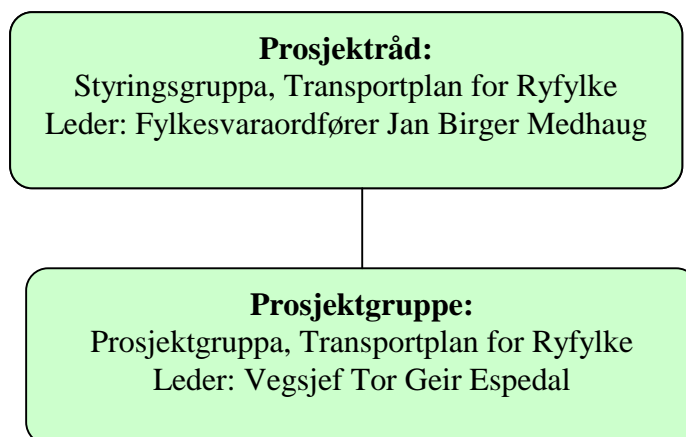 Prosjektråd:
Styringsgruppa, Transportplan for Ryfylke
Leder: Fylkesvaraordfører Jan Birger Medhaug
Prosjektgruppe:
Prosjektgruppa, Transportplan for Ryfylke
Leder: Vegsjef Tor Geir Espedal